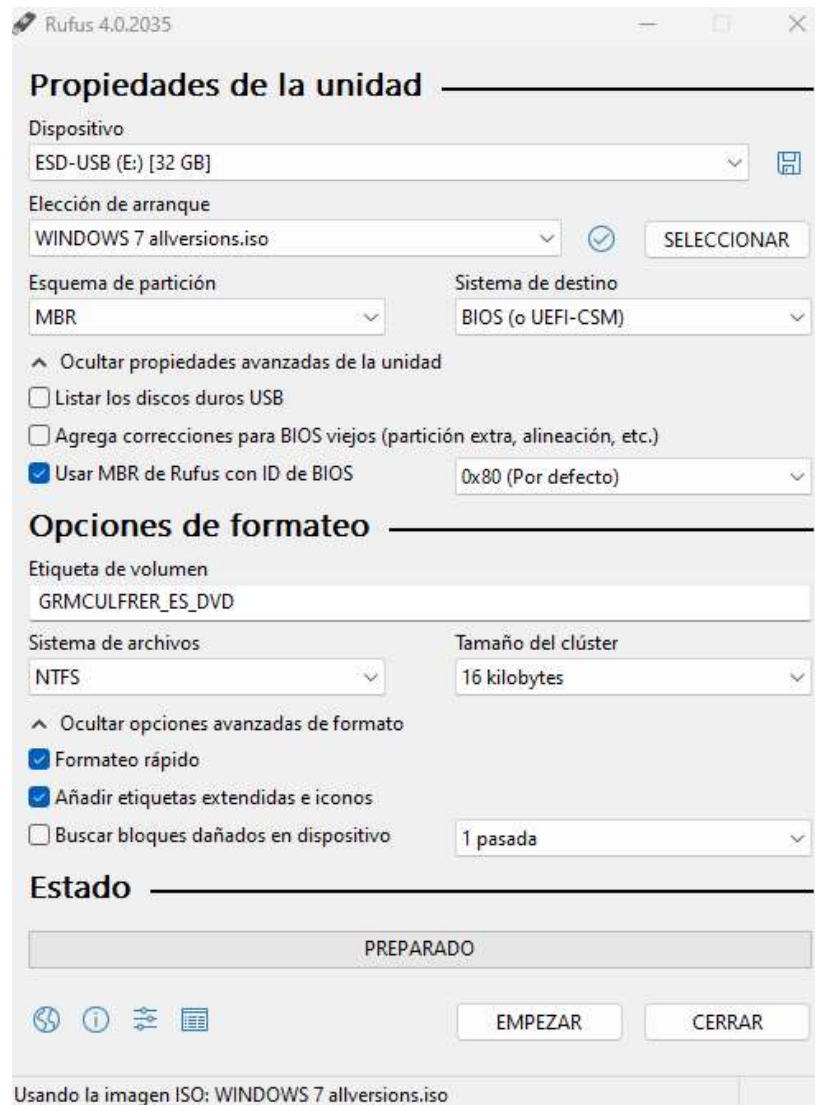 Rufus 4.0.2035
Propiedades de la unidad
Dispositivo
ESD-USB (E:) [32 GB]
Elección de arranque
WINDOWS 7 allversions.iso
SELECCIONAR
Esquema de partición Sistema de destino
MBR BIOS (o UEFI-CSM)
Ocultar propiedades avanzadas de la unidad
Listar los discos duros USB
Agrega correcciones para BIOS viejos (partición extra, alineación, etc.)
Usar MBR de Rufus con ID de BIOS 0x80 (Por defecto)
Opciones de formateo
Etiqueta de volumen
GRMCULFRER_ES_DVD
Sistema de archivos Tamaño del clúster
NTFS 16 kilobytes
Ocultar opciones avanzadas de formato
Formateo rápido
Añadir etiquetas extendidas e iconos
Buscar bloques dañados en dispositivo 1 pasada
Estado
PREPARADO
EMPEZAR CERRAR
Usando la imagen ISO: WINDOWS 7 allversions.iso